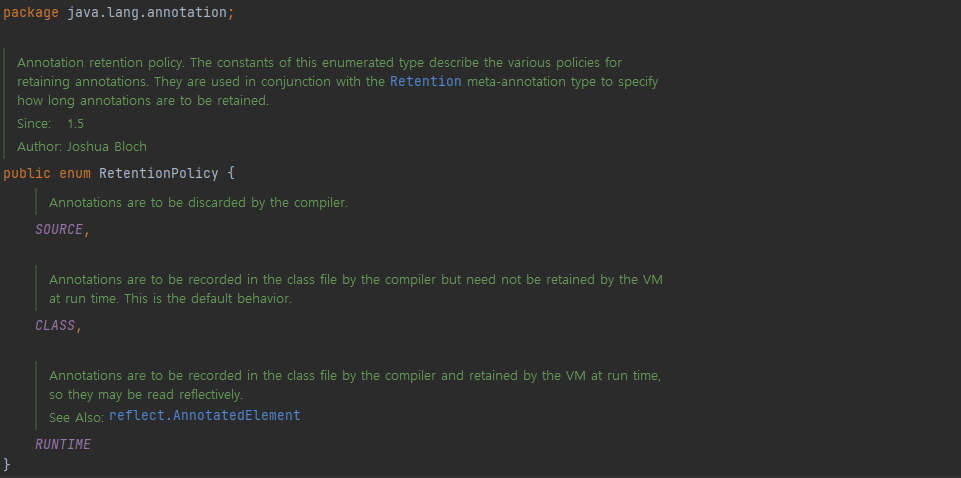 package java.lang.annotation;
Annotation retention policy. The constants of this enumerated type describe the various policies for
retaining annotations. They are used in conjunction with the Retention meta-annotation type to specify
how long annotations are to be retained.
Since: 1.5
Author: Joshua Bloch
public enum RetentionPolicy {
Annotations are to be discarded by the compiler.
SOURCE,
Annotations are to be recorded in the class file by the compiler but need not be retained by the VM
at run time. This is the default behavior.
CLASS,
Annotations are to be recorded in the class file by the compiler and retained by the VM at run time,
so they may be read reflectively.
See Also: reflect.AnnotatedElement
RUNTIME
}